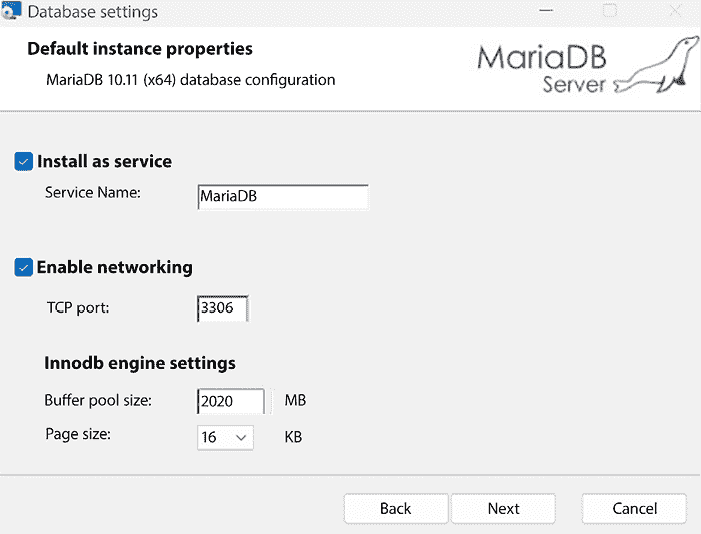 Database settings
Default instance properties
MariaDB 10.11 (x64) database configuration
MariaDB
Server
Install as service
Service Name: MariaDB
Enable networking
TCP port: 3306
Innodb engine settings
Buffer pool size: 2020 MB
Page size: 16 KB
Back Next Cancel